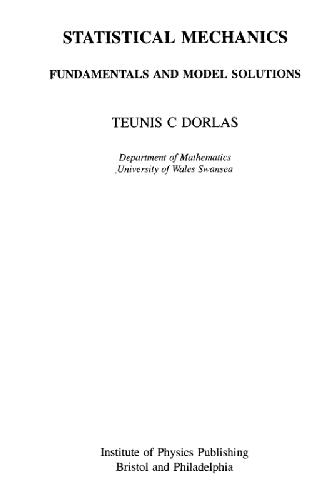 STATISTICAL MECHANICS
FUNDAMENTALS AND MODEL SOLUTIONS
TEUNIS C DORLAS
Department of Mathematics
University of Wales Swansea
Institute of Physics Publishing
Bristol and Philadelphia